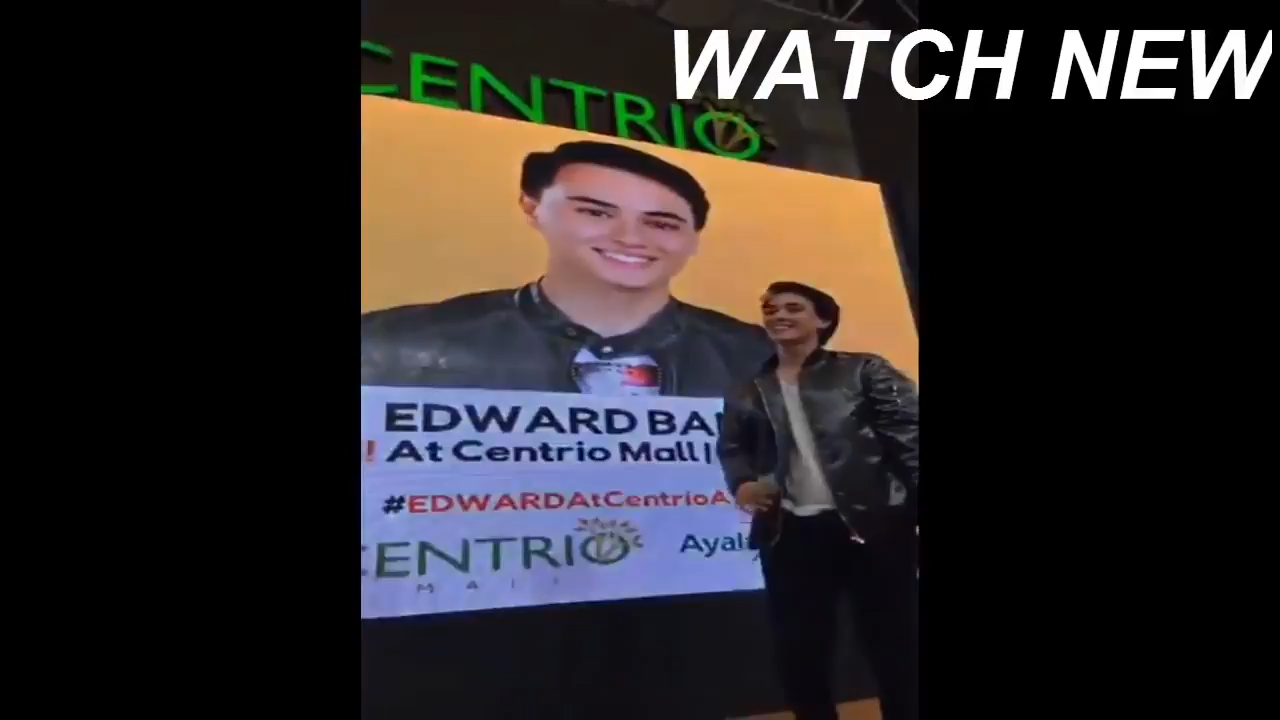 WATCH NEW
CENTRIO
EDWARD BA
! At Centrio Mall |
#EDWARDAtCentrioA
CENTRIO
MALL
Ayal